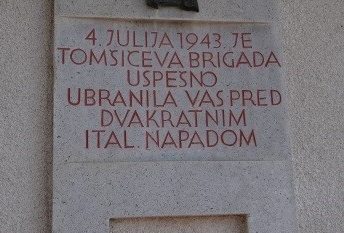 4. JULIJA 1943. JE
TOMŠIČEVA BRIGADA
USPEŠNO
UBRANILA VAS PRED
DVAKRATNIM
ITAL. NAPADOM